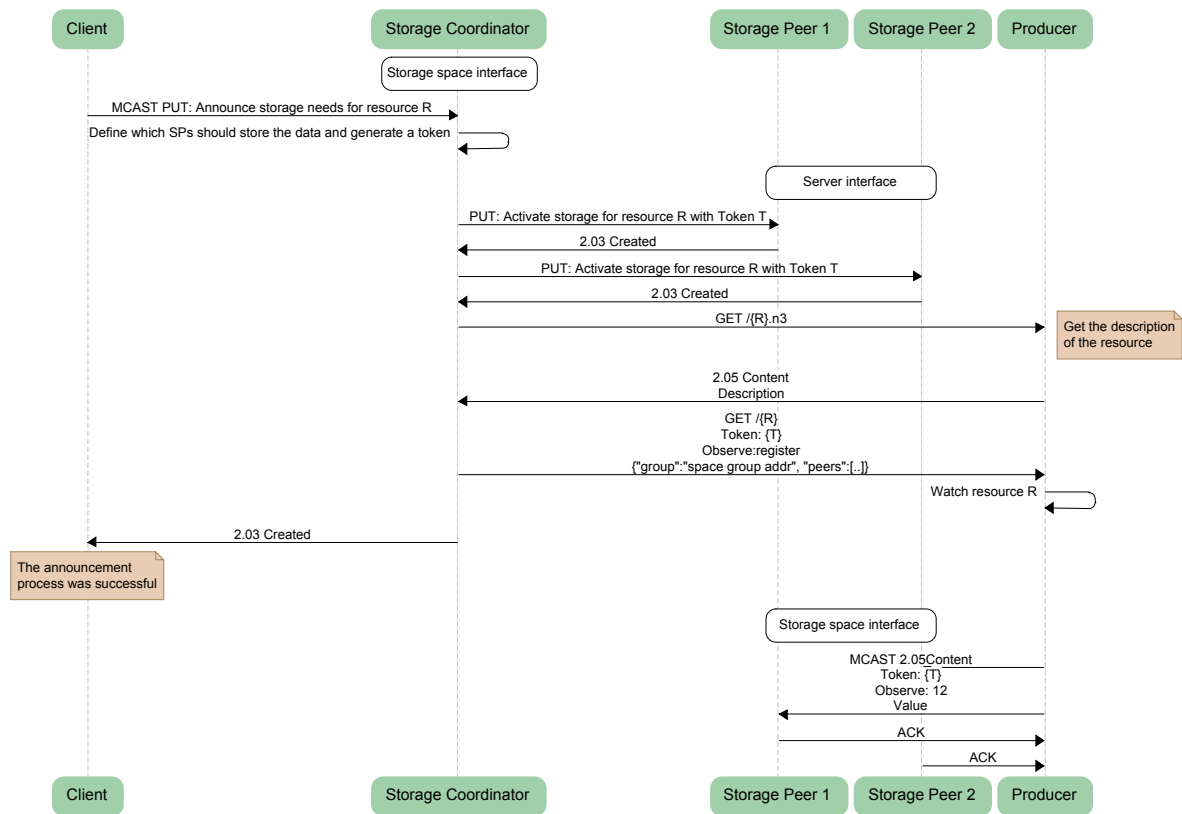 Client
Storage Coordinator
Storage Peer 1
Storage Peer 2
Producer
Storage space interface
MCAST PUT: Announce storage needs for resource R
Define which SPs should store the data and generate a token
Server interface
PUT: Activate storage for resource R with Token T
2.03 Created
PUT: Activate storage for resource R with Token T
2.03 Created
GET /{R}.n3
Get the description
of the resource
2.05 Content
Description
GET /{R}
Token: {T}
Observe:register
{"group":"space group addr", "peers":[..]}
Watch resource R
2.03 Created
The announcement
process was successful
Storage space interface
MCAST 2.05Content
Token: {T}
Observe: 12
Value
ACK
ACK
Client
Storage Coordinator
Storage Peer 1
Storage Peer 2
Producer